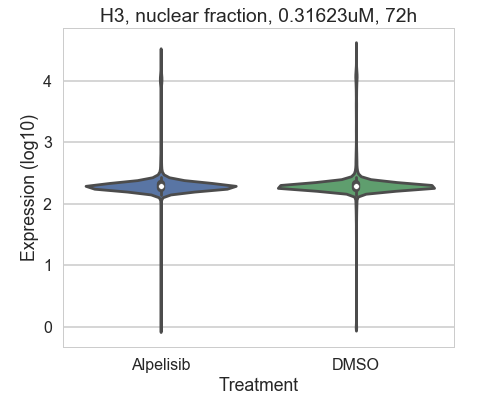 H3, nuclear fraction, 0.31623uM, 72h
Expression (log10)
4
3
2
1
0
Alpelisib
DMSO
Treatment